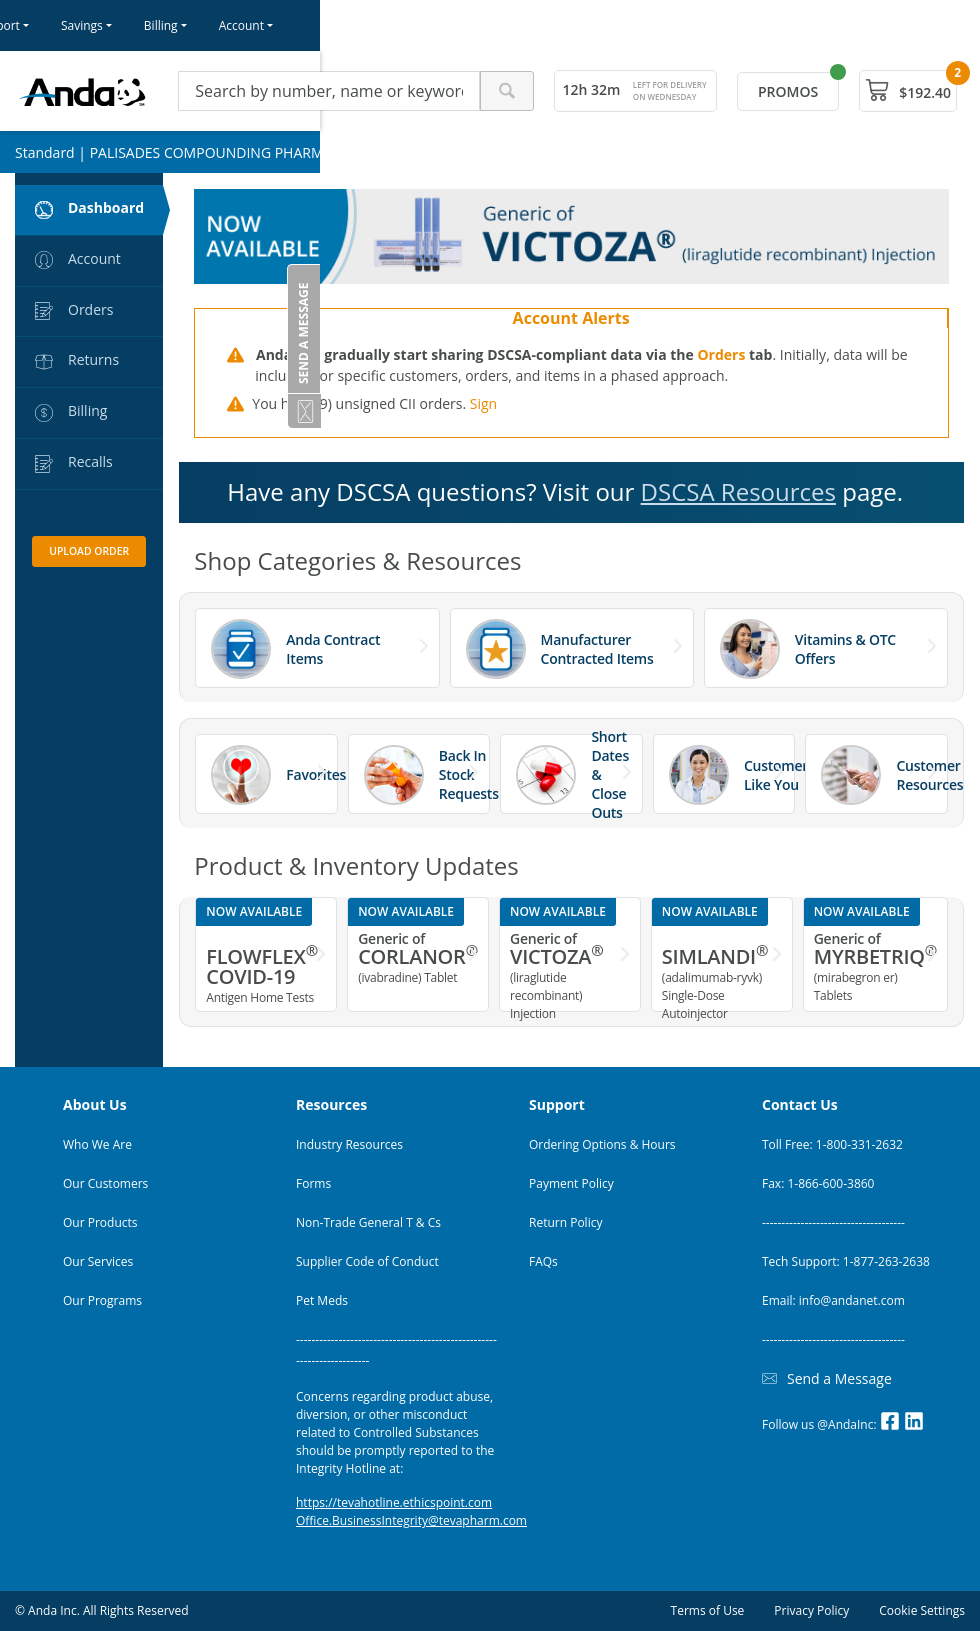 port
Savings
Billing
Account
Anda
Search by number, name or keyword
12h 32m
LEFT FOR DELIVERY
ON WEDNESDAY
PROMOS
2
$192.40
Standard | PALISADES COMPOUNDING PHARM
Dashboard
Account
Orders
Returns
Billing
Recalls
UPLOAD ORDER
NOW
AVAILABLE
Generic of
VICTOZA® (liraglutide recombinant) Injection
SEND A MESSAGE
Account Alerts
Anda gradually start sharing DSCSA-compliant data via the Orders tab. Initially, data will be
inclu or specific customers, orders, and items in a phased approach.
You h 9) unsigned CII orders. Sign
Have any DSCSA questions? Visit our DSCSA Resources page.
Shop Categories & Resources
Anda Contract
Items
Manufacturer
Contracted Items
Vitamins & OTC
Offers
Favorites
Back In
Stock
Requests
Short
Dates
&
Close
Outs
Customer
Like You
Customer
Resources
Product & Inventory Updates
NOW AVAILABLE
FLOWFLEX®
COVID-19
Antigen Home Tests
NOW AVAILABLE
Generic of
CORLANOR®
(ivabradine) Tablet
NOW AVAILABLE
Generic of
VICTOZA®
(liraglutide
recombinant)
Injection
NOW AVAILABLE
SIMLANDI®
(adalimumab-ryvk)
Single-Dose
Autoinjector
NOW AVAILABLE
Generic of
MYRBETRIQ®
(mirabegron er)
Tablets
About Us
Who We Are
Our Customers
Our Products
Our Services
Our Programs
Resources
Industry Resources
Forms
Non-Trade General T & Cs
Supplier Code of Conduct
Pet Meds
----------------------------------------------------
-------------------
Concerns regarding product abuse,
diversion, or other misconduct
related to Controlled Substances
should be promptly reported to the
Integrity Hotline at:
https://tevahotline.ethicspoint.com
Office.BusinessIntegrity@tevapharm.com
Support
Ordering Options & Hours
Payment Policy
Return Policy
FAQs
Contact Us
Toll Free: 1-800-331-2632
Fax: 1-866-600-3860
-------------------------------------
Tech Support: 1-877-263-2638
Email: info@andanet.com
-------------------------------------
Send a Message
Follow us @AndaInc:
© Anda Inc. All Rights Reserved
Terms of Use
Privacy Policy
Cookie Settings